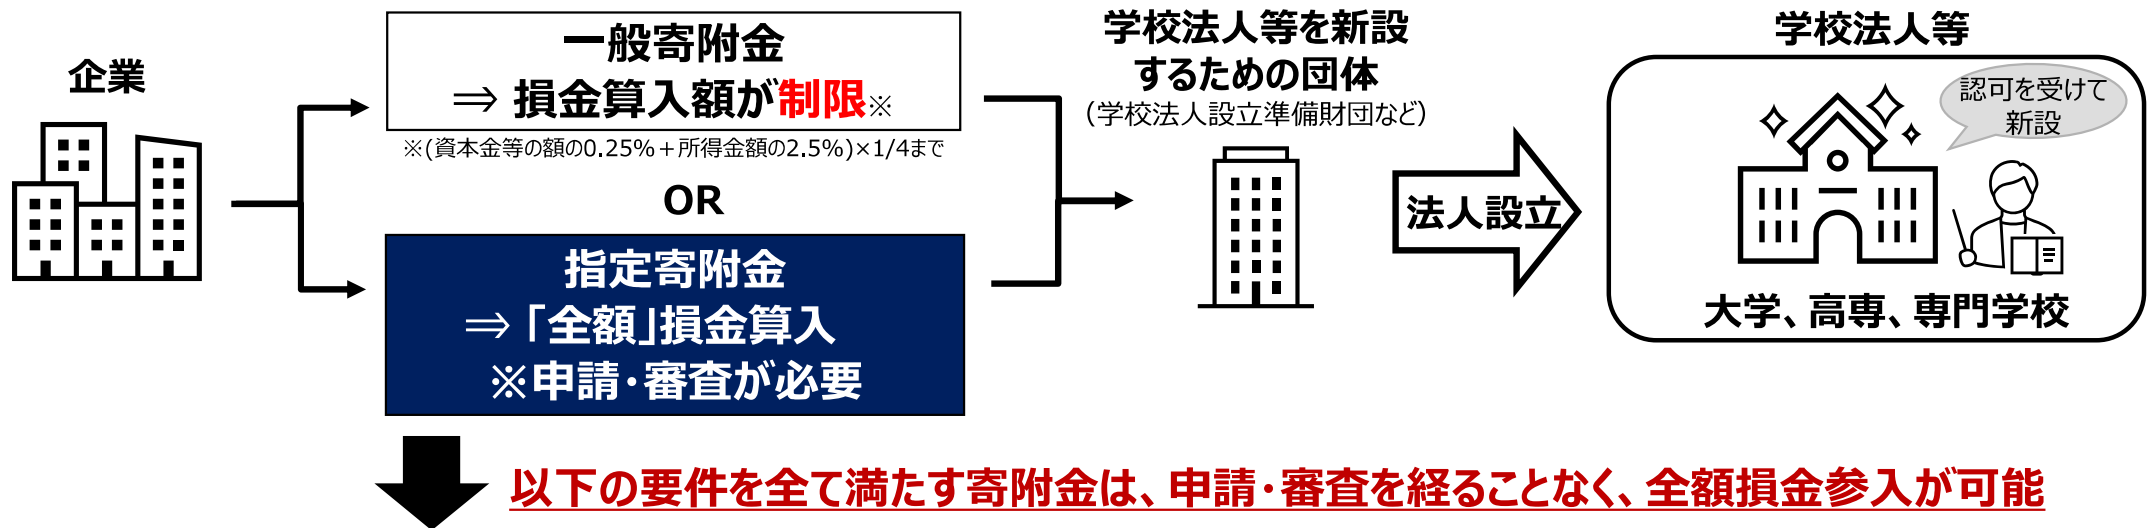 企業
一般寄附金
⇒ 損金算入額が制限※
※(資本金等の額の0.25%+所得金額の2.5%)×1/4まで
OR
指定寄附金
⇒「全額」損金算入
※申請・審査が必要
学校法人等を新設
するための団体
(学校法人設立準備財団など)
法人設立
学校法人等
認可を受けて
新設
大学、高専、専門学校
以下の要件を全て満たす寄附金は、申請・審査を経ることなく、全額損金参入が可能